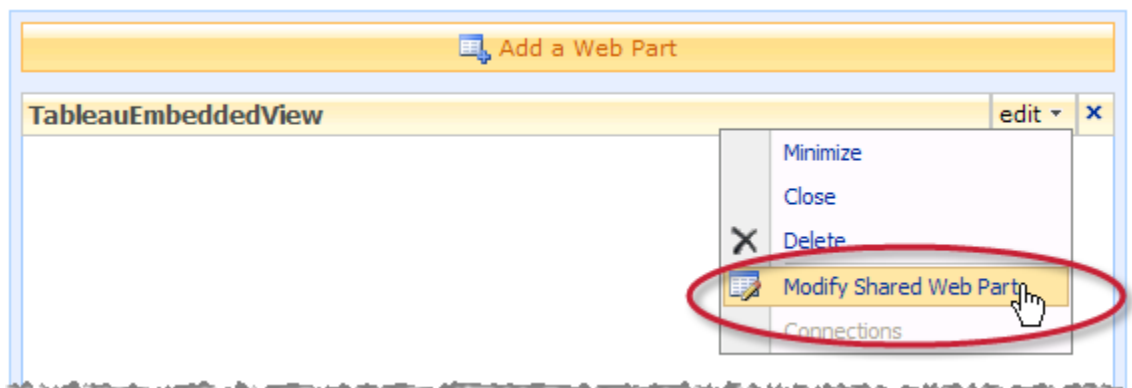 Add a Web Part
TableauEmbeddedView edit ×
Minimize
Close
Delete
Modify Shared Web Part
Connections